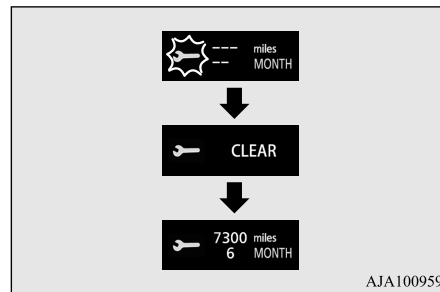 --- miles
-- MONTH
CLEAR
7300 miles
6 MONTH
AJA100959